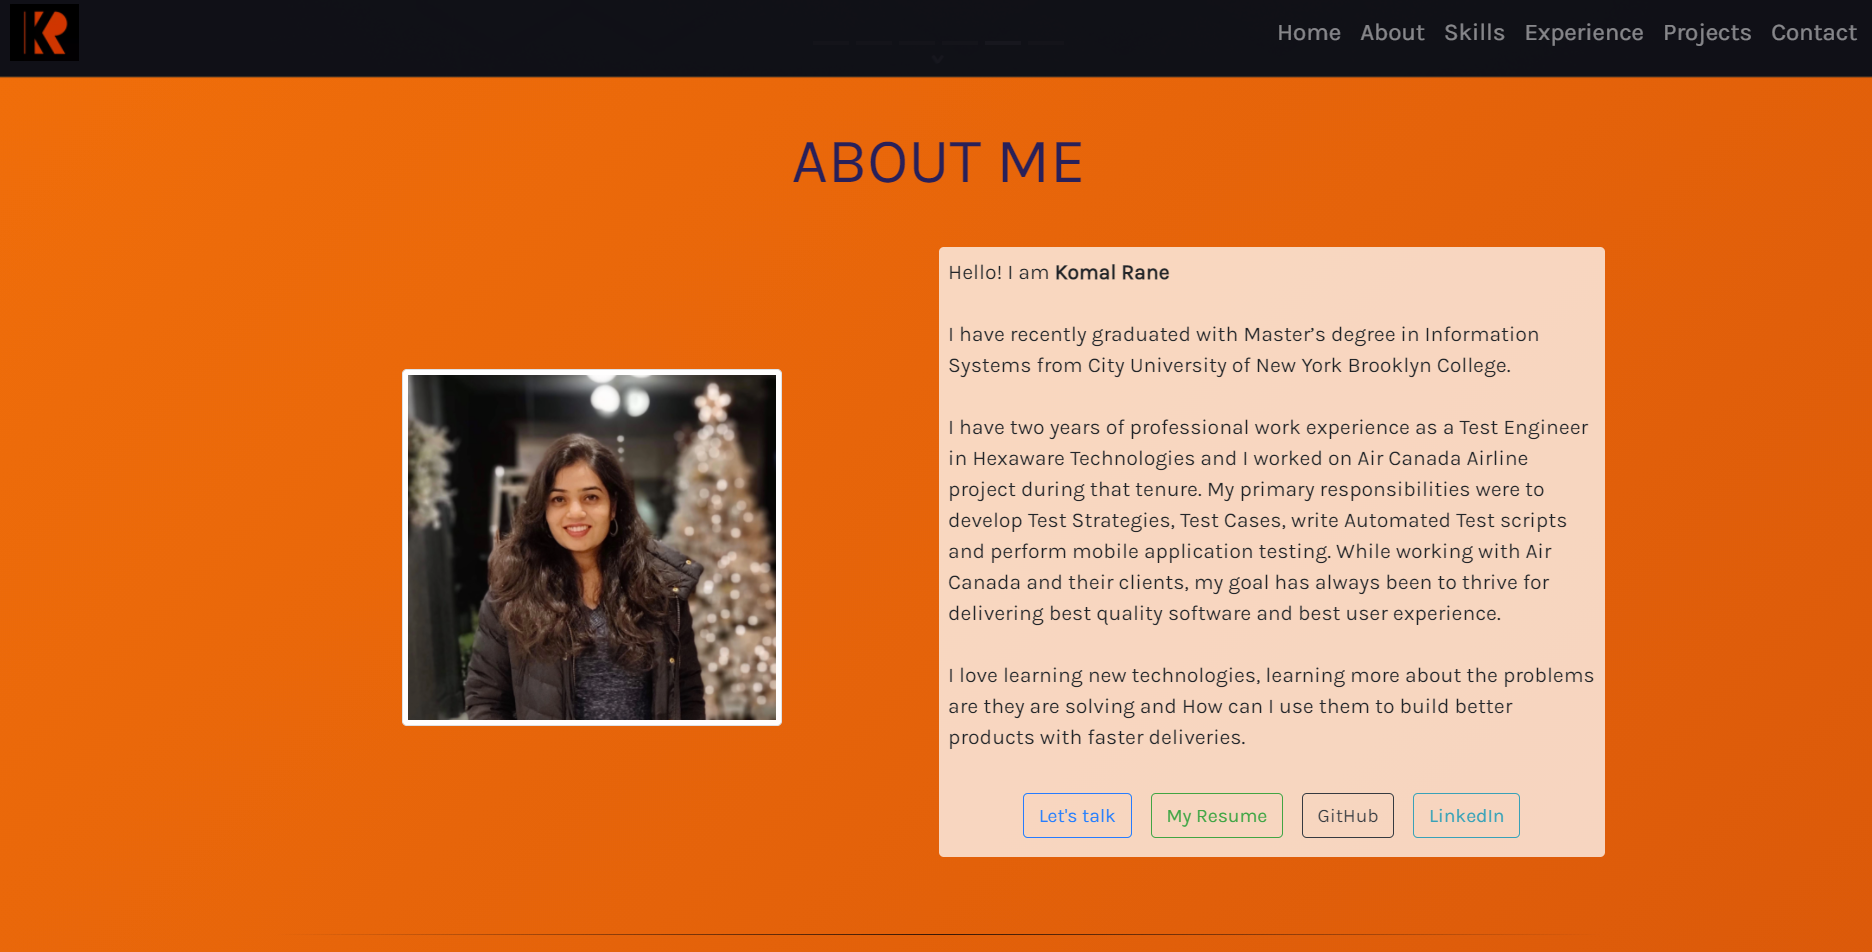 KR
Home About Skills Experience Projects Contact
ABOUT ME
Hello! I am Komal Rane
I have recently graduated with Master’s degree in Information
Systems from City University of New York Brooklyn College.
I have two years of professional work experience as a Test Engineer
in Hexaware Technologies and I worked on Air Canada Airline
project during that tenure. My primary responsibilities were to
develop Test Strategies, Test Cases, write Automated Test scripts
and perform mobile application testing. While working with Air
Canada and their clients, my goal has always been to thrive for
delivering best quality software and best user experience.
I love learning new technologies, learning more about the problems
are they are solving and How can I use them to build better
products with faster deliveries.
Let's talk My Resume GitHub LinkedIn